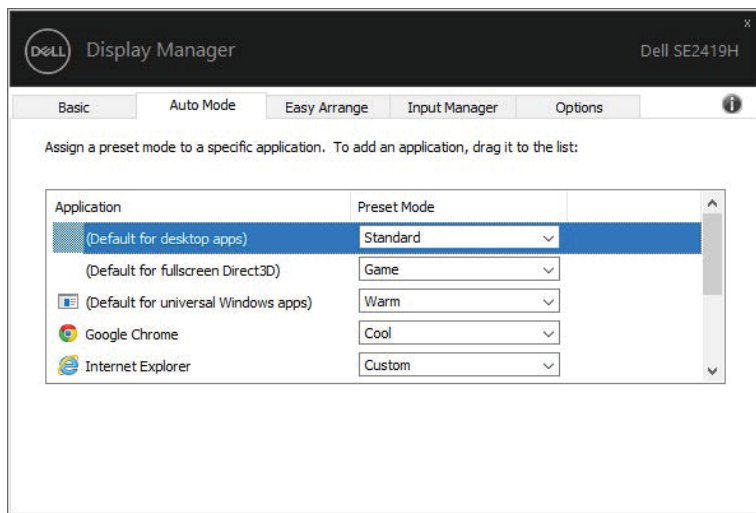 x
DELL Display Manager Dell SE2419H
Basic Auto Mode Easy Arrange Input Manager Options i
Assign a preset mode to a specific application. To add an application, drag it to the list:
Application Preset Mode
(Default for desktop apps) Standard
(Default for fullscreen Direct3D) Game
(Default for universal Windows apps) Warm
Google Chrome Cool
Internet Explorer Custom